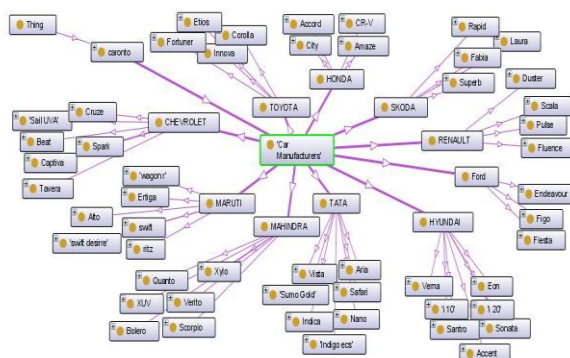 Thing
caronto
Etios
Corolla
Fortuner
Innova
TOYOTA
Accord
CR-V
City
Amaze
HONDA
Rapid
Laura
Fabia
Superb
SKODA
Duster
Scala
Pulse
Fluence
RENAULT
Cruze
'Sail UVA'
Beat
Spark
Captiva
Tavera
CHEVROLET
'Car
Manufacturers'
Ford
Endeavour
Figo
Fiesta
'wagonr'
Ertiga
Alto
swift
'swift desirre'
ritz
MARUTI
MAHINDRA
Quanto
Xylo
XUV
Verito
Bolero
Scorpio
TATA
Vista
Aria
'Sumo Gold'
Safari
Indica
Nano
'Indigo ecs'
HYUNDAI
Verna
Eon
'I 10'
'I 20'
Santro
Sonata
Accent